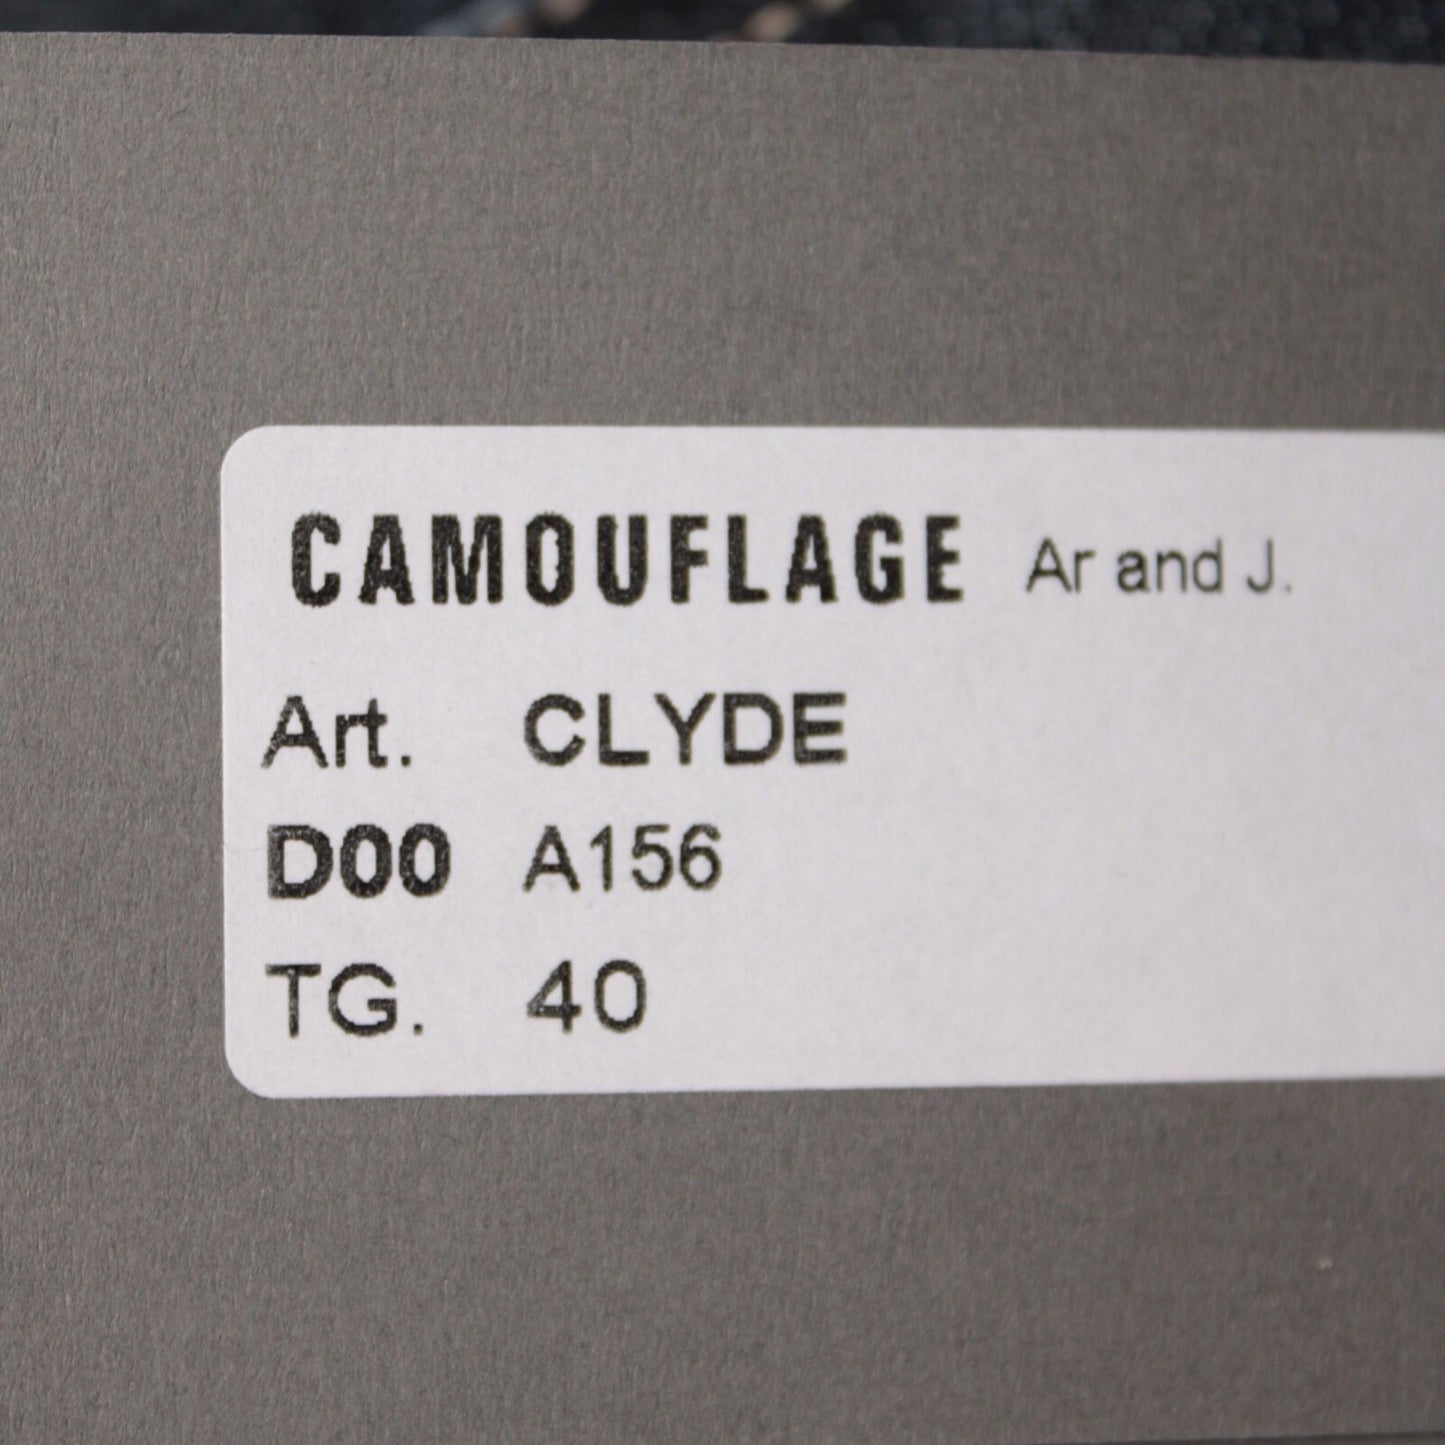 CAMOUFLAGE Ar and J.
Art. CLYDE
D00 A156
TG. 40